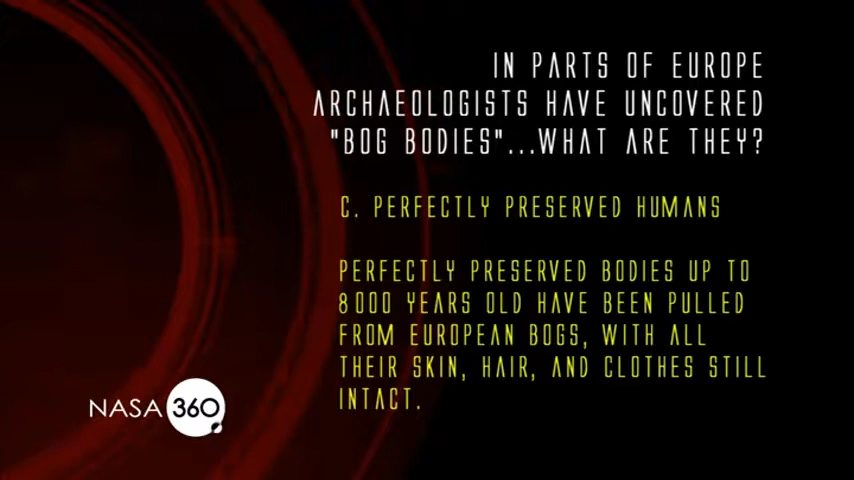 IN PARTS OF EUROPE
ARCHAEOLOGISTS HAVE UNCOVERED
"BOG BODIES"...WHAT ARE THEY?
C. PERFECTLY PRESERVED HUMANS
PERFECTLY PRESERVED BODIES UP TO
8000 YEARS OLD HAVE BEEN PULLED
FROM EUROPEAN BOGS, WITH ALL
THEIR SKIN, HAIR, AND CLOTHES STILL
INTACT.
NASA 360